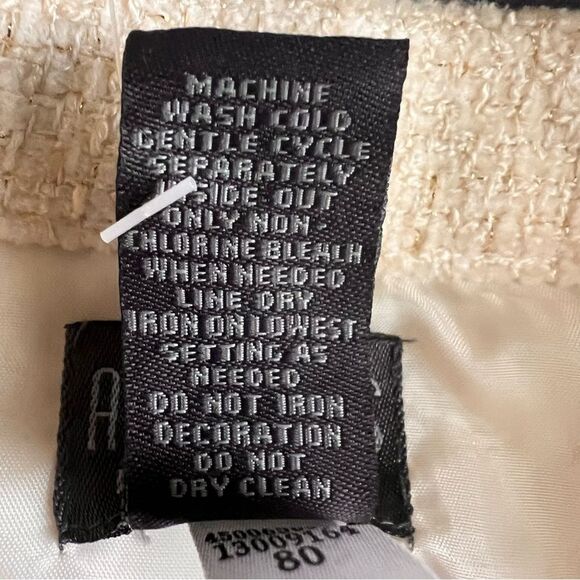 MACHINE
WASH COLD
GENTLE CYCLE
SEPARATELY
INSIDE OUT
ONLY NON-
CHLORINE BLEACH
WHEN NEEDED
LINE DRY
IRON ON LOWEST
SETTING AS
NEEDED
DO NOT IRON
DECORATION
DO NOT
DRY CLEAN
13009164
80